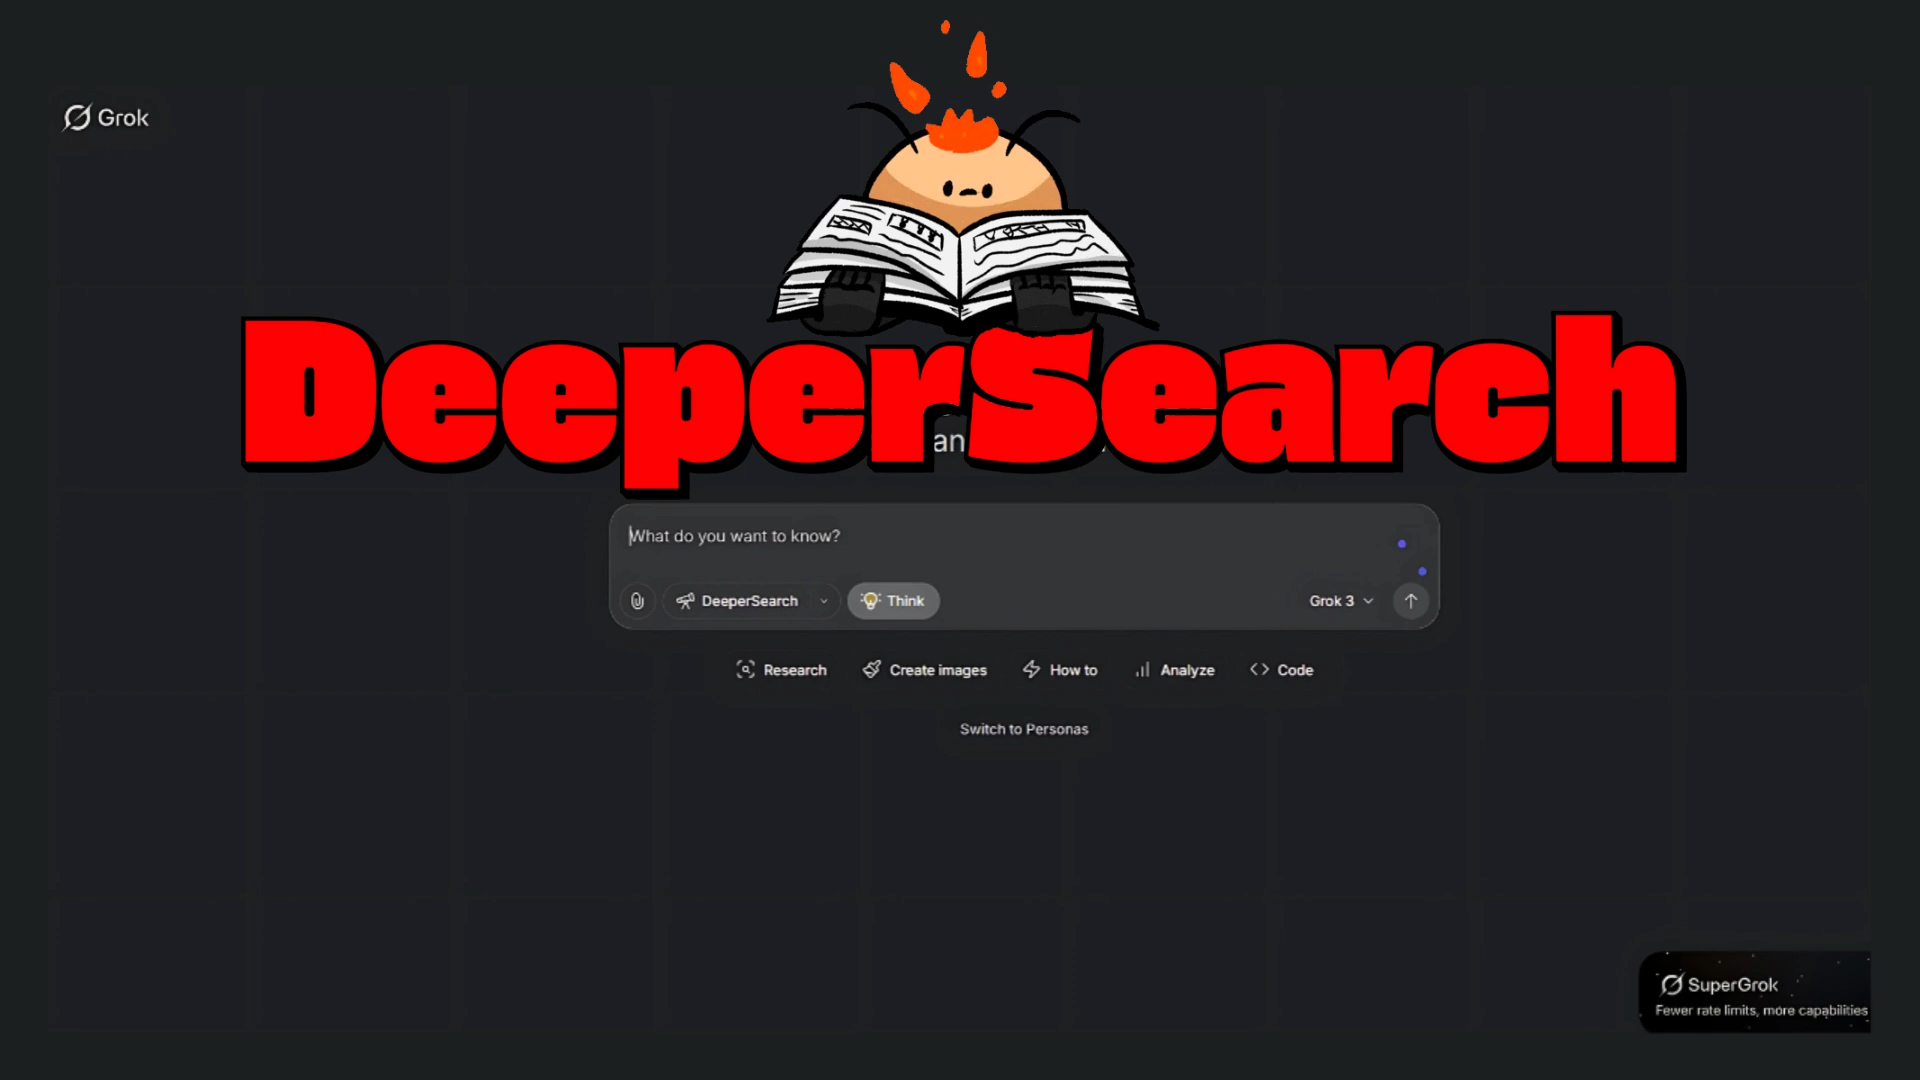 Grok
DeeperSearch
an
What do you want to know?
DeeperSearch
Think
Grok 3
Research
Create images
How to
Analyze
Code
Switch to Personas
SuperGrok
Fewer rate limits, more capabilities